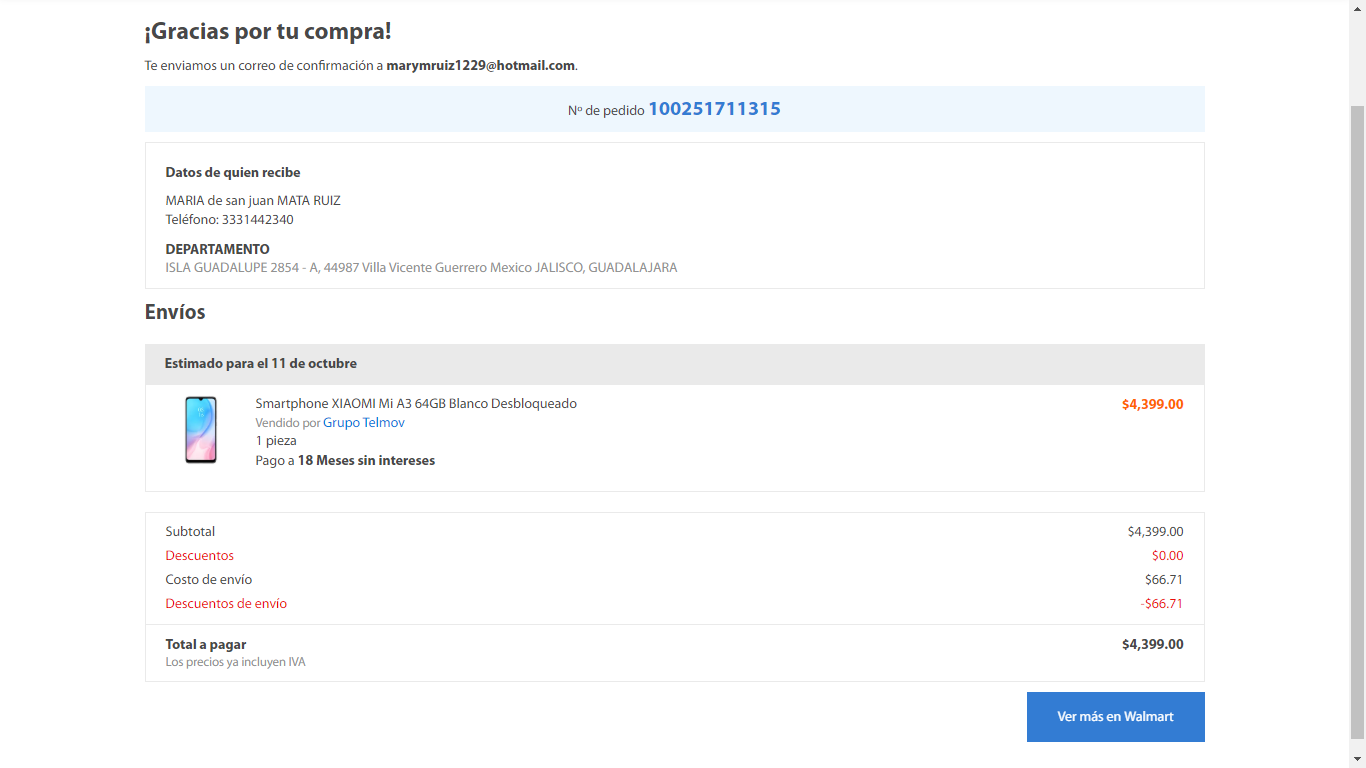 ¡Gracias por tu compra!
Te enviamos un correo de confirmación a marymruiz1229@hotmail.com.
Nº de pedido 100251711315
Datos de quien recibe
MARIA de san juan MATA RUIZ
Teléfono: 3331442340
DEPARTAMENTO
ISLA GUADALUPE 2854 - A, 44987 Villa Vicente Guerrero Mexico JALISCO, GUADALAJARA
Envíos
Estimado para el 11 de octubre
Smartphone XIAOMI Mi A3 64GB Blanco Desbloqueado $4,399.00
Vendido por Grupo Telmov
1 pieza
Pago a 18 Meses sin intereses
Subtotal $4,399.00
Descuentos $0.00
Costo de envío $66.71
Descuentos de envío -$66.71
Total a pagar $4,399.00
Los precios ya incluyen IVA
Ver más en Walmart